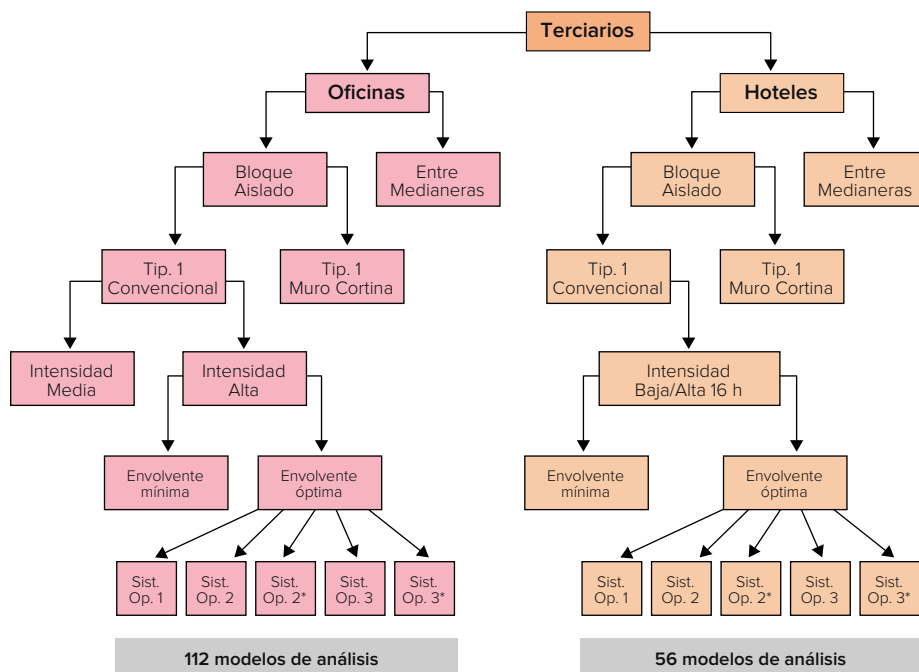 Terciarios
Oficinas
Hoteles
Bloque
Aislado
Entre
Medianeras
Bloque
Aislado
Entre
Medianeras
Tip. 1
Convencional
Tip. 1
Muro Cortina
Tip. 1
Convencional
Tip. 1
Muro Cortina
Intensidad
Media
Intensidad
Alta
Intensidad
Baja/Alta 16 h
Envolvente
mínima
Envolvente
óptima
Envolvente
mínima
Envolvente
óptima
Sist.
Op. 1
Sist.
Op. 2
Sist.
Op. 2*
Sist.
Op. 3
Sist.
Op. 3*
Sist.
Op. 1
Sist.
Op. 2
Sist.
Op. 2*
Sist.
Op. 3
Sist.
Op. 3*
112 modelos de análisis
56 modelos de análisis